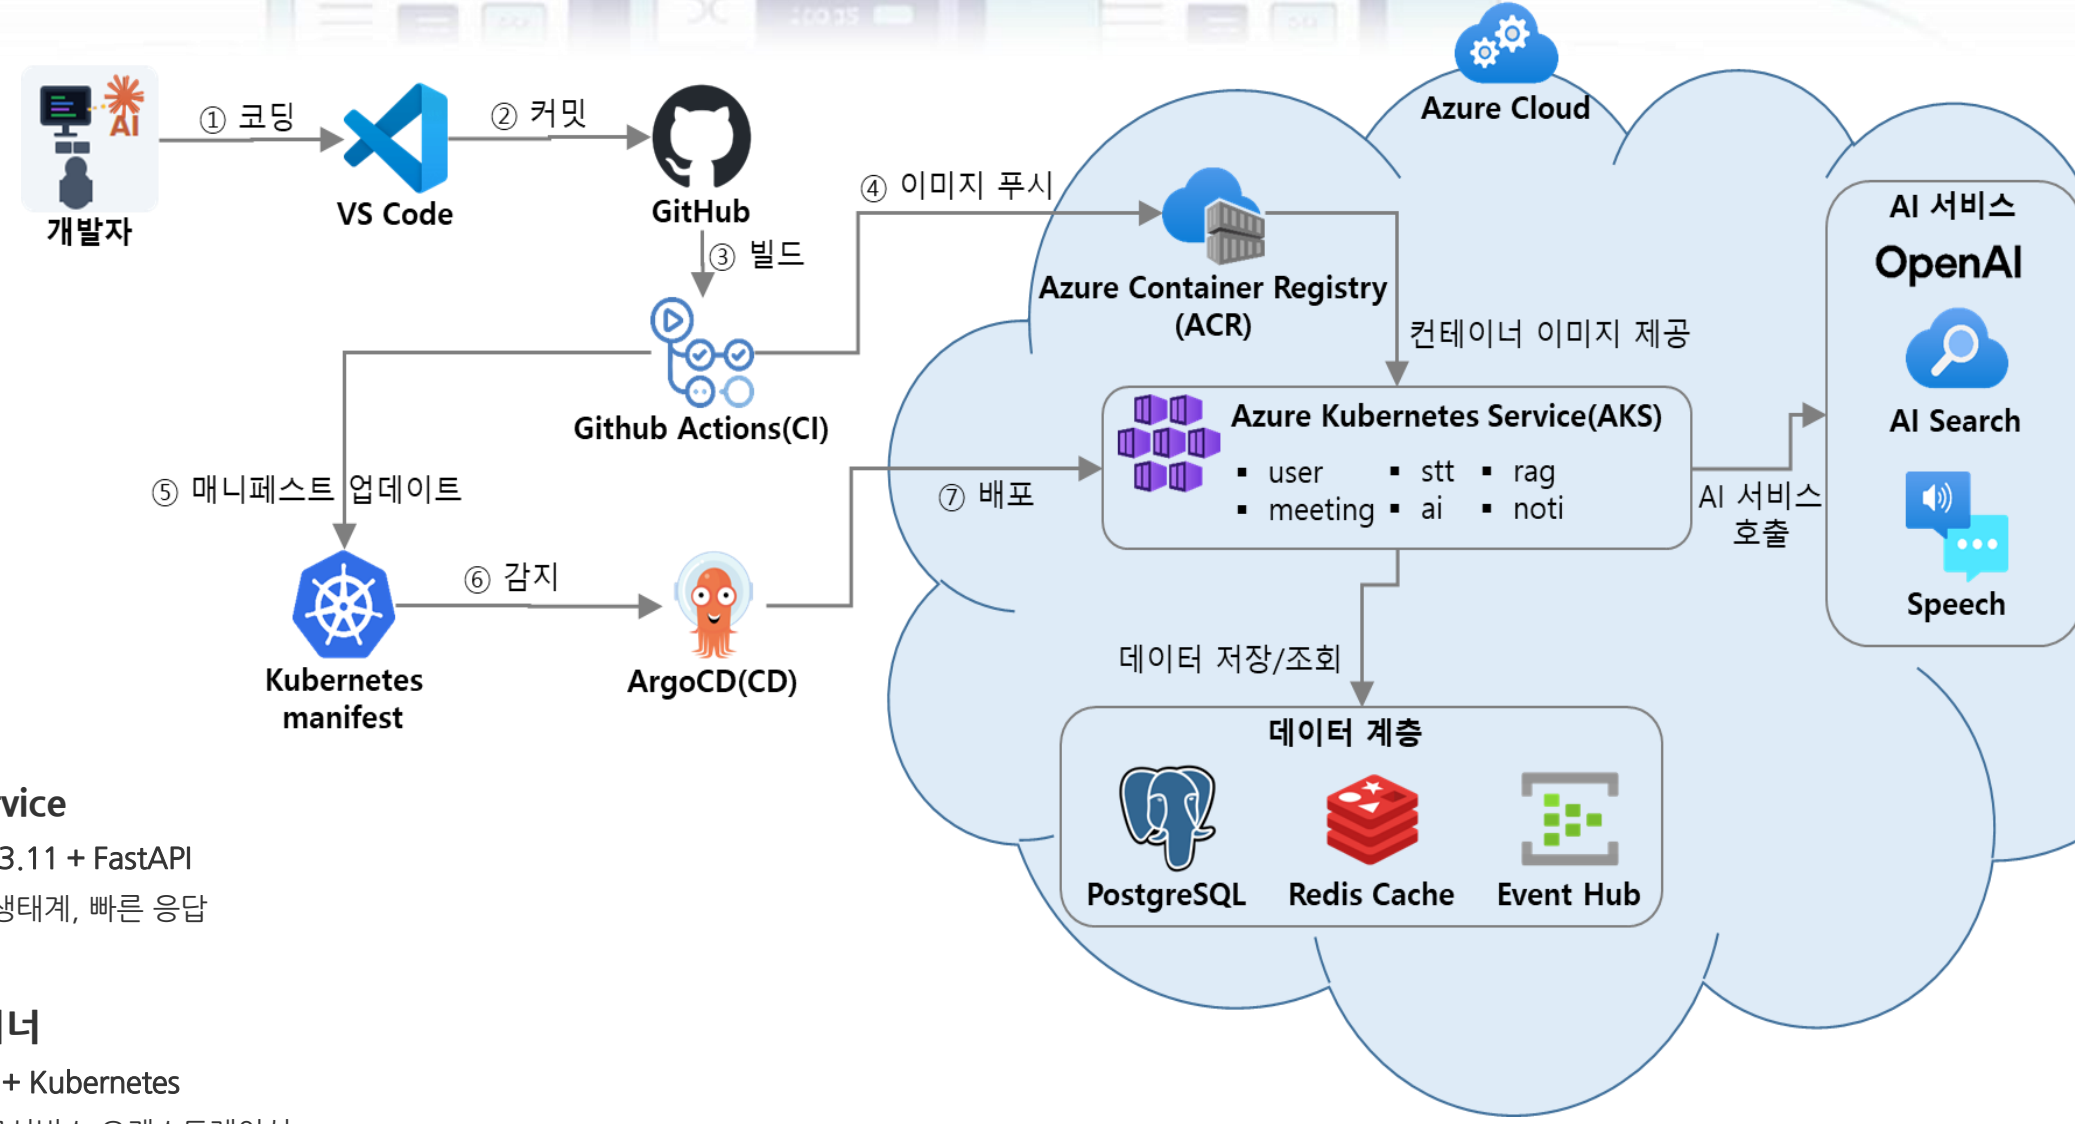 Azure Cloud
① 코딩
② 커밋
AI
개발자
VS Code
GitHub
③ 빌드
④ 이미지 푸시
Azure Container Registry
(ACR)
컨테이너 이미지 제공
AI 서비스
OpenAI
AI Search
Speech
Github Actions(CI)
Azure Kubernetes Service(AKS)
▪ user ▪ stt ▪ rag
▪ meeting ▪ ai ▪ noti
AI 서비스
호출
⑤ 매니페스트 업데이트
⑥ 감지
⑦ 배포
Kubernetes
manifest
ArgoCD(CD)
데이터 저장/조회
데이터 계층
PostgreSQL
Redis Cache
Event Hub
3.11 + FastAPI
생태계, 빠른 응답
+ Kubernetes